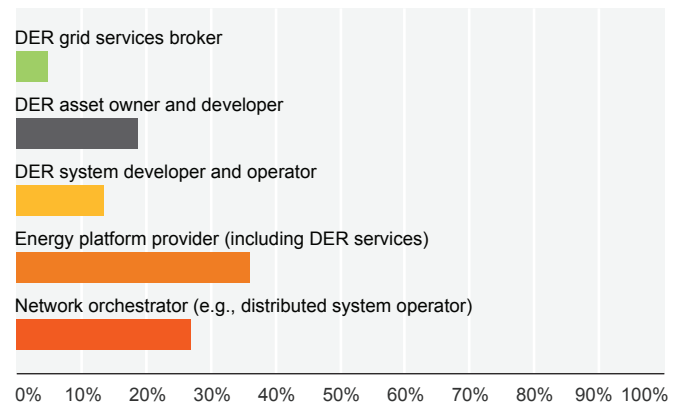 DER grid services broker
DER asset owner and developer
DER system developer and operator
Energy platform provider (including DER services)
Network orchestrator (e.g., distributed system operator)
0% 10% 20% 30% 40% 50% 60% 70% 80% 90% 100%